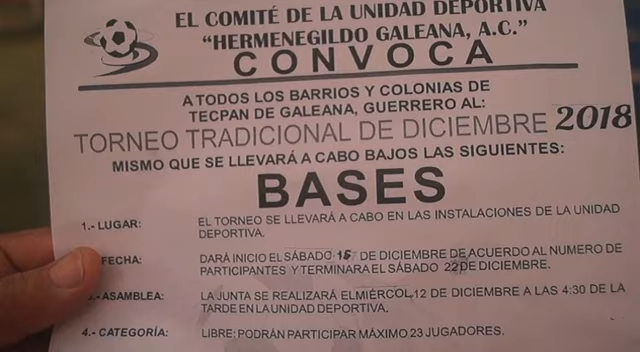 EL COMITÉ DE LA UNIDAD DEPORTIVA
“HERMENEGILDO GALEANA, A.C.”
CONVOCA
A TODOS LOS BARRIOS Y COLONIAS DE
TECPAN DE GALEANA, GUERRERO AL:
TORNEO TRADICIONAL DE DICIEMBRE 2018
MISMO QUE SE LLEVARÁ A CABO BAJOS LAS SIGUIENTES:
BASES
1.- LUGAR: EL TORNEO SE LLEVARÁ A CABO EN LAS INSTALACIONES DE LA UNIDAD
DEPORTIVA.
FECHA: DARÁ INICIO EL SÁBADO 15 DE DICIEMBRE DE ACUERDO AL NUMERO DE
PARTICIPANTES Y TERMINARA EL SÁBADO 22 DE DICIEMBRE.
3.- ASAMBLEA: LA JUNTA SE REALIZARÁ EL MIÉRCOL 12 DE DICIEMBRE A LAS 4:30 DE LA
TARDE EN LA UNIDAD DEPORTIVA.
4.- CATEGORÍA: LIBRE; PODRÁN PARTICIPAR MÁXIMO 23 JUGADORES.